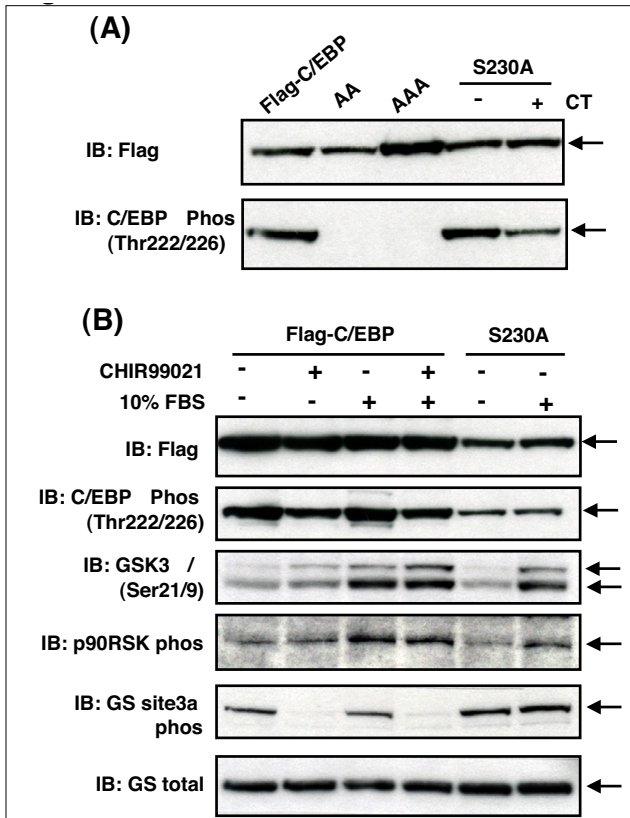 (A)
Flag-C/EBP AA AAA S230A
- + CT
IB: Flag
IB: C/EBP Phos
(Thr222/226)
(B)
Flag-C/EBP S230A
CHIR99021 - + - + - -
10% FBS - - + + - +
IB: Flag
IB: C/EBP Phos
(Thr222/226)
IB: GSK3 /
(Ser21/9)
IB: p90RSK phos
IB: GS site3a
phos
IB: GS total